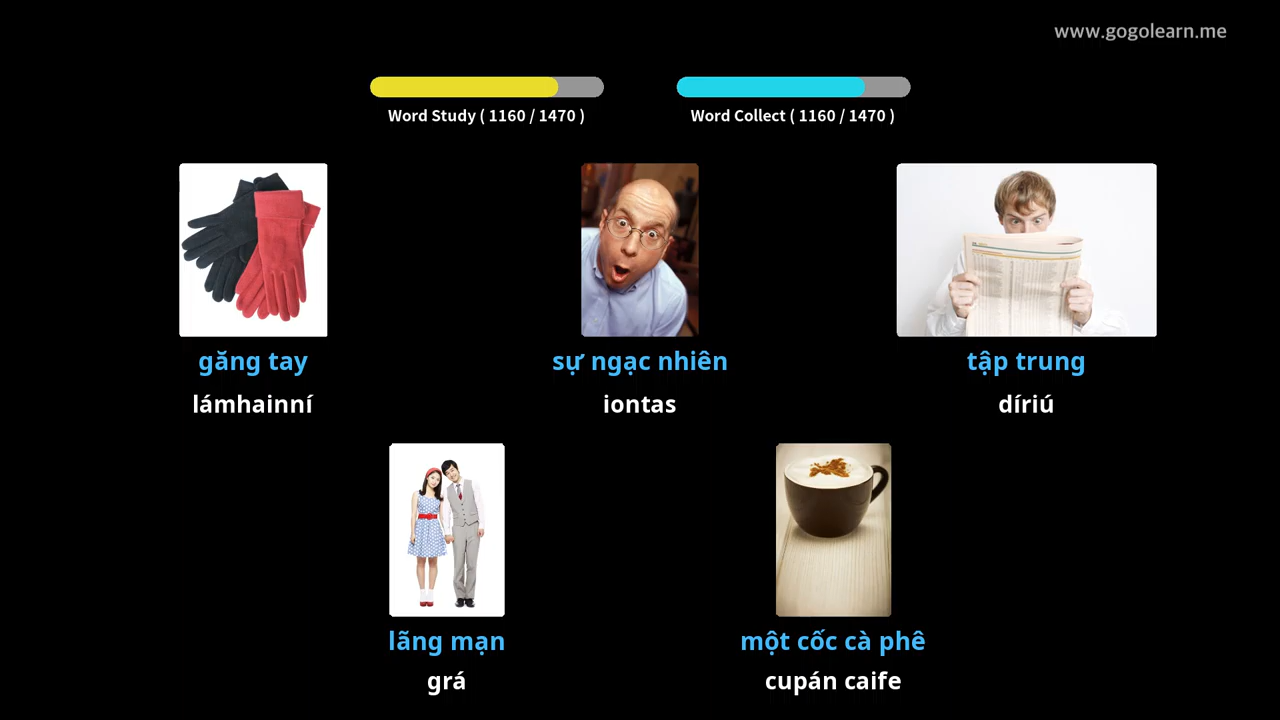 www.gogolearn.me
Word Study ( 1160 / 1470 )
Word Collect ( 1160 / 1470 )
găng tay
sự ngạc nhiên
tập trung
lámhainní
iontas
díriú
lãng mạn
một cốc cà phê
grá
cupán caife